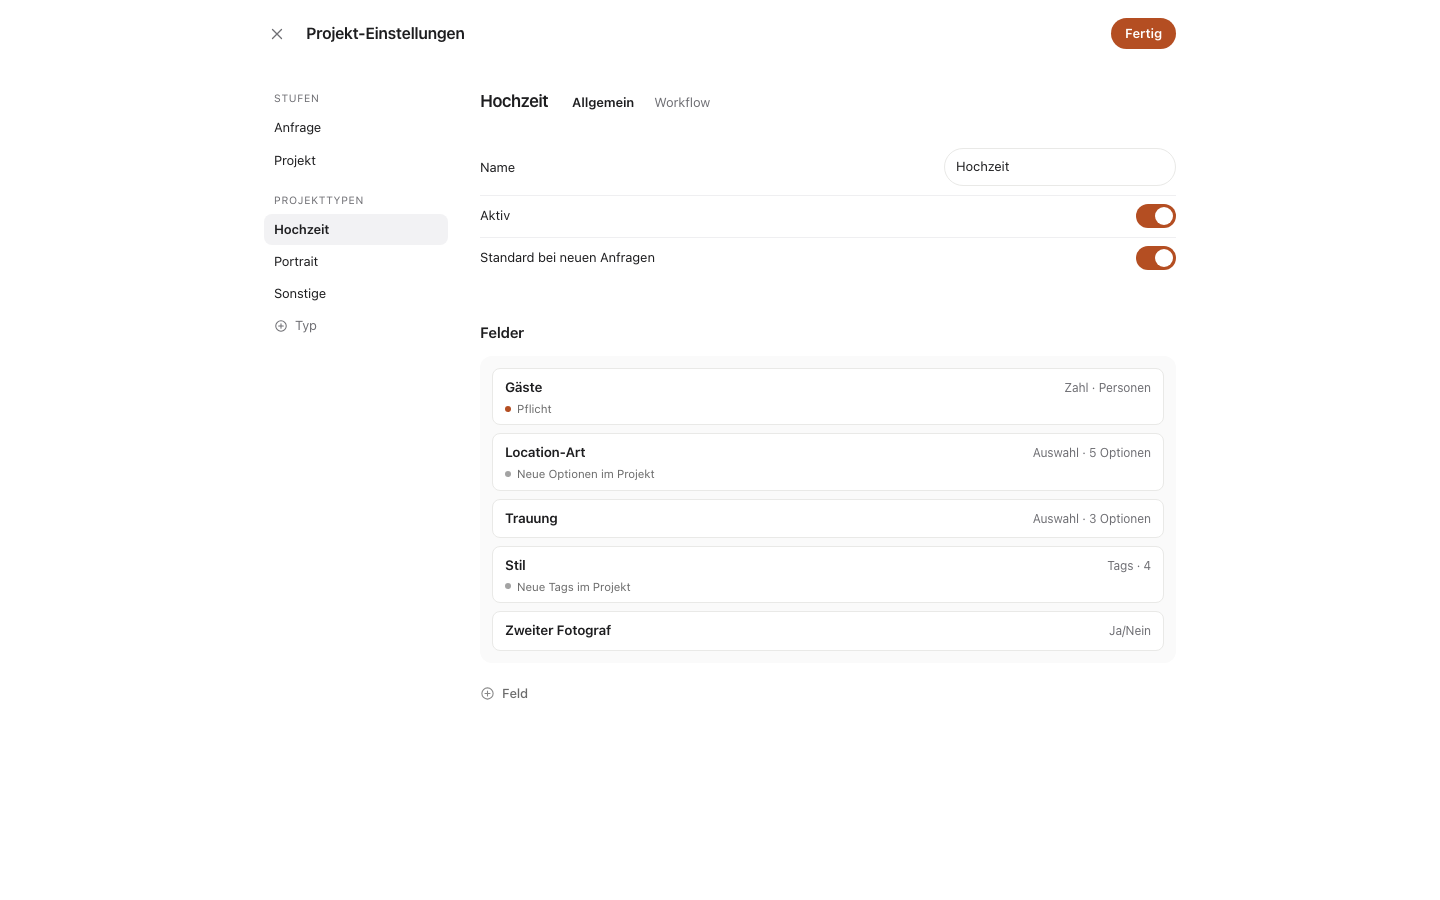 Projekt-Einstellungen
Fertig
STUFEN
Anfrage
Projekt
PROJEKTTYPEN
Hochzeit
Portrait
Sonstige
Typ
Hochzeit Allgemein Workflow
Name Hochzeit
Aktiv
Standard bei neuen Anfragen
Felder
Gäste Zahl · Personen
Pflicht
Location-Art Auswahl · 5 Optionen
Neue Optionen im Projekt
Trauung Auswahl · 3 Optionen
Stil Tags · 4
Neue Tags im Projekt
Zweiter Fotograf Ja/Nein
Feld